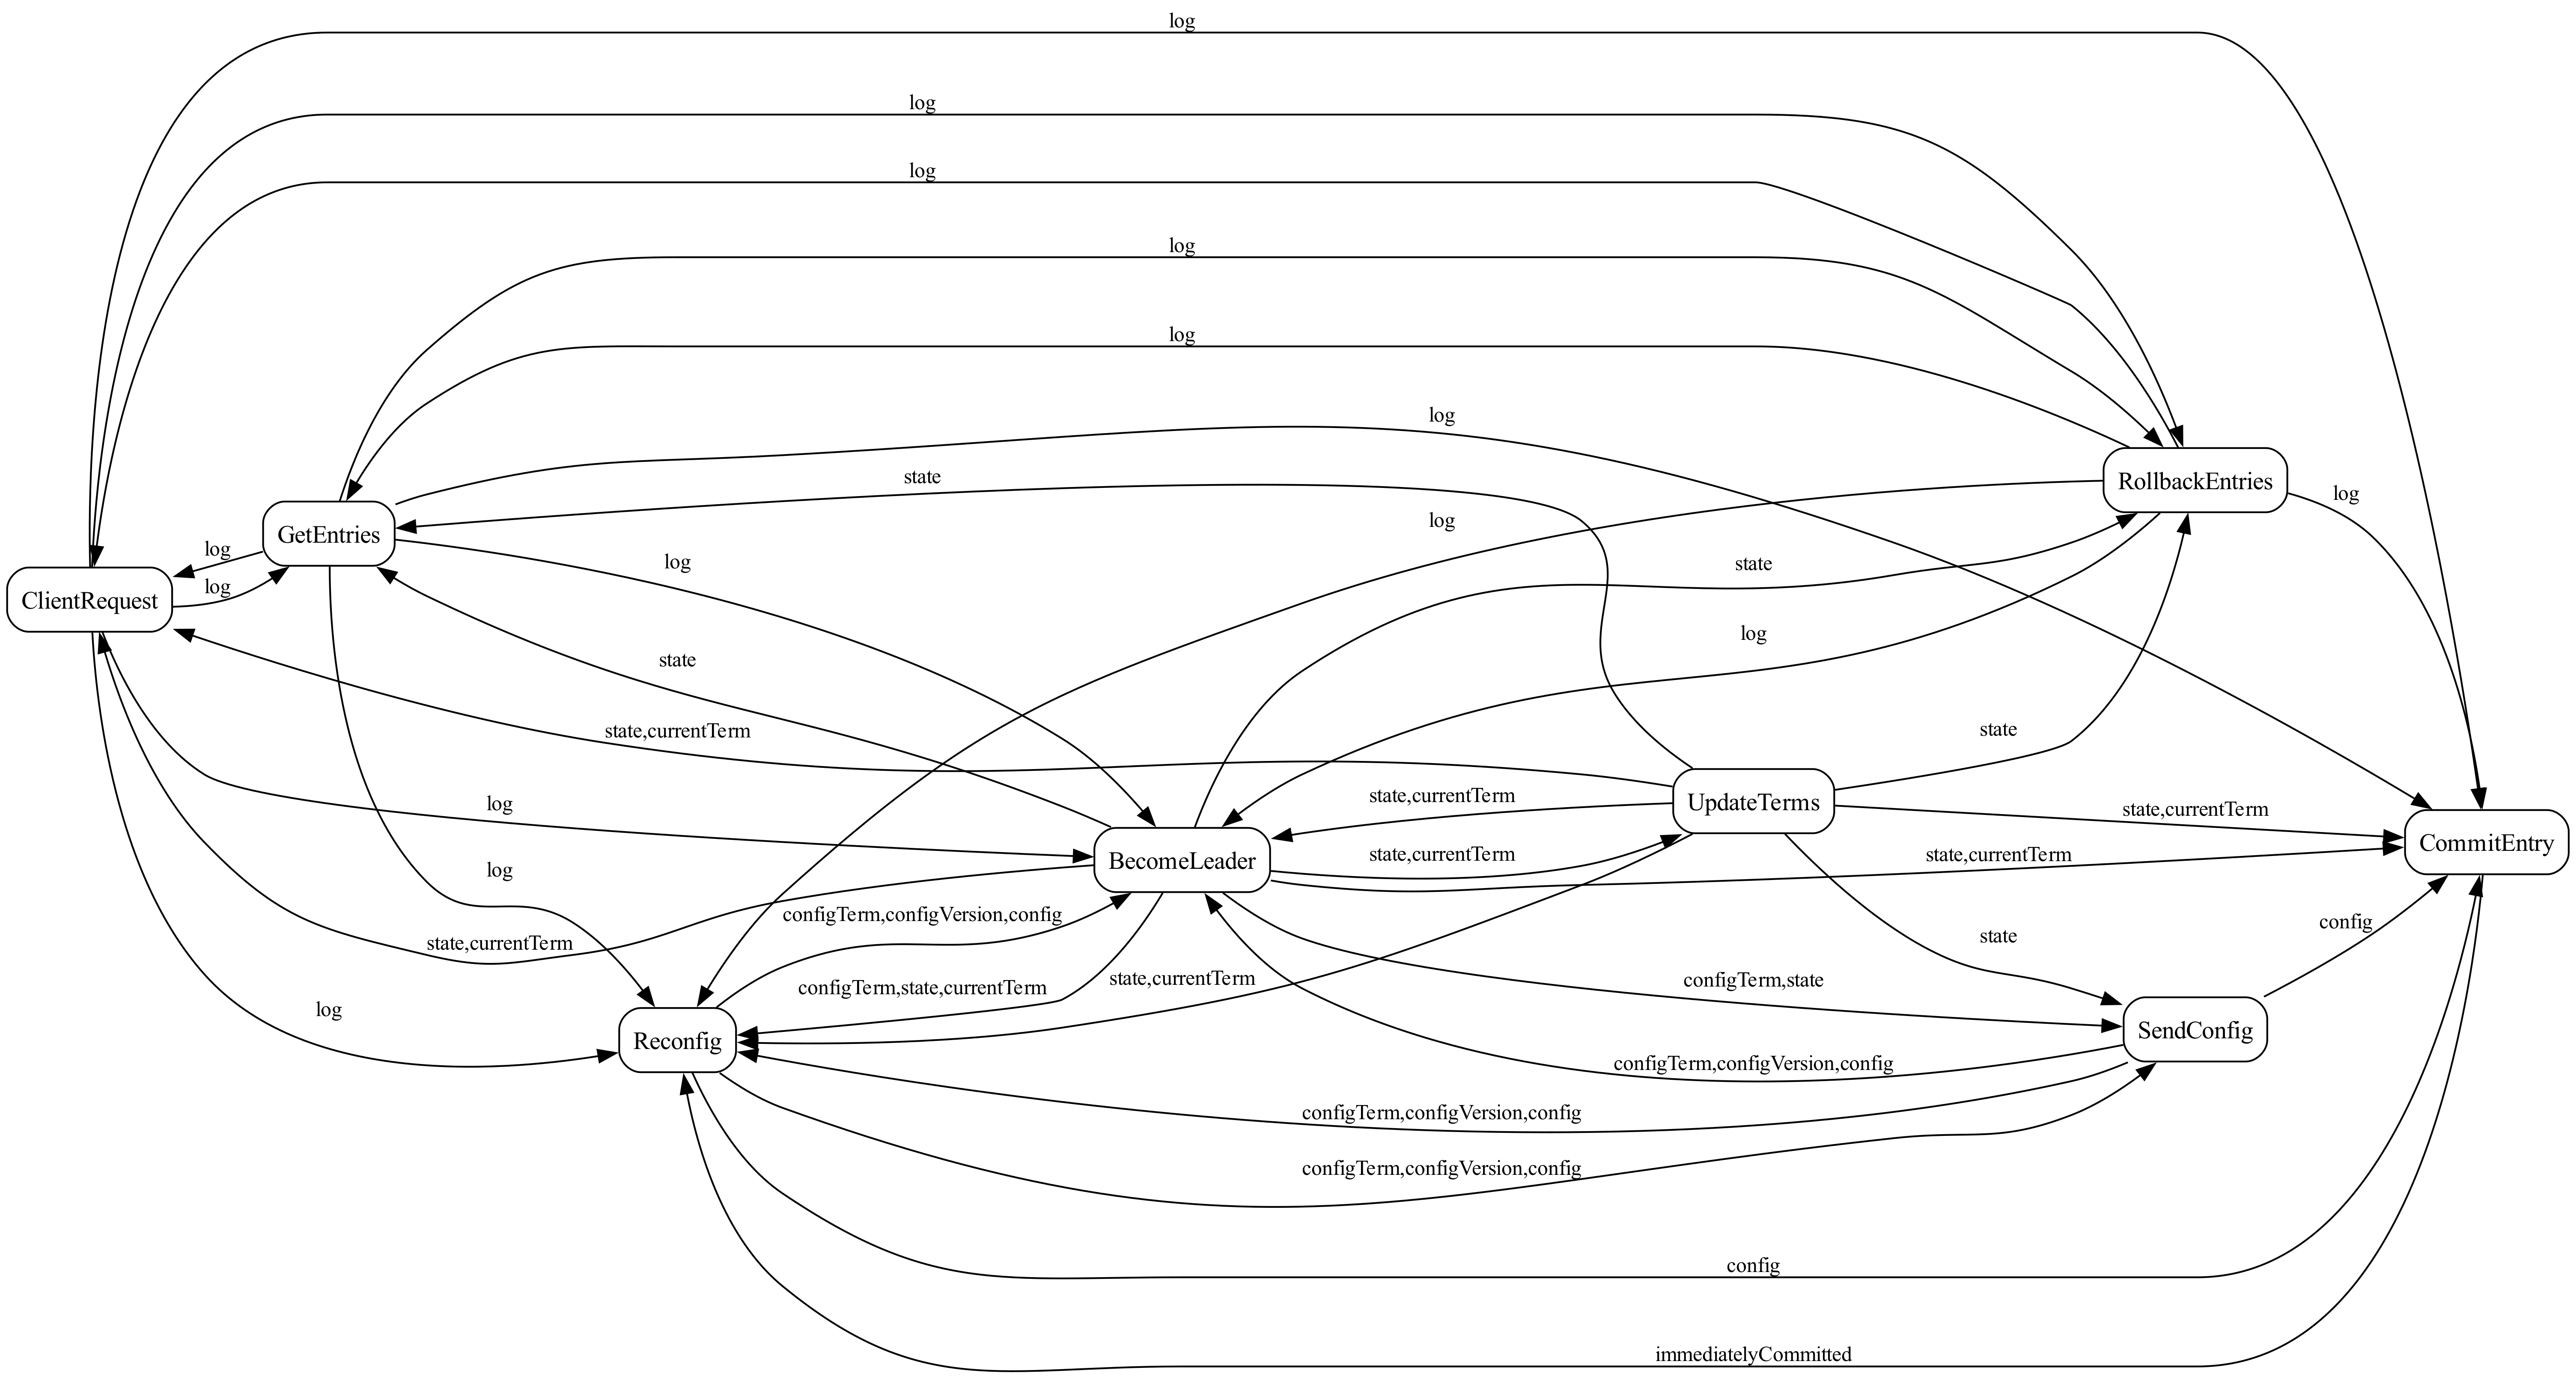 log
log
log
log
log
log
state
RollbackEntries
log
log
GetEntries
log
log
state
log
ClientRequest
log
state
state,currentTerm
state
state,currentTerm
UpdateTerms
log
state,currentTerm
CommitEntry
state,currentTerm
state,currentTerm
BecomeLeader
log
configTerm,configVersion,config
config
state,currentTerm
state
state,currentTerm
configTerm,state
configTerm,state,currentTerm
log
SendConfig
Reconfig
configTerm,configVersion,config
configTerm,configVersion,config
configTerm,configVersion,config
config
immediatelyCommitted